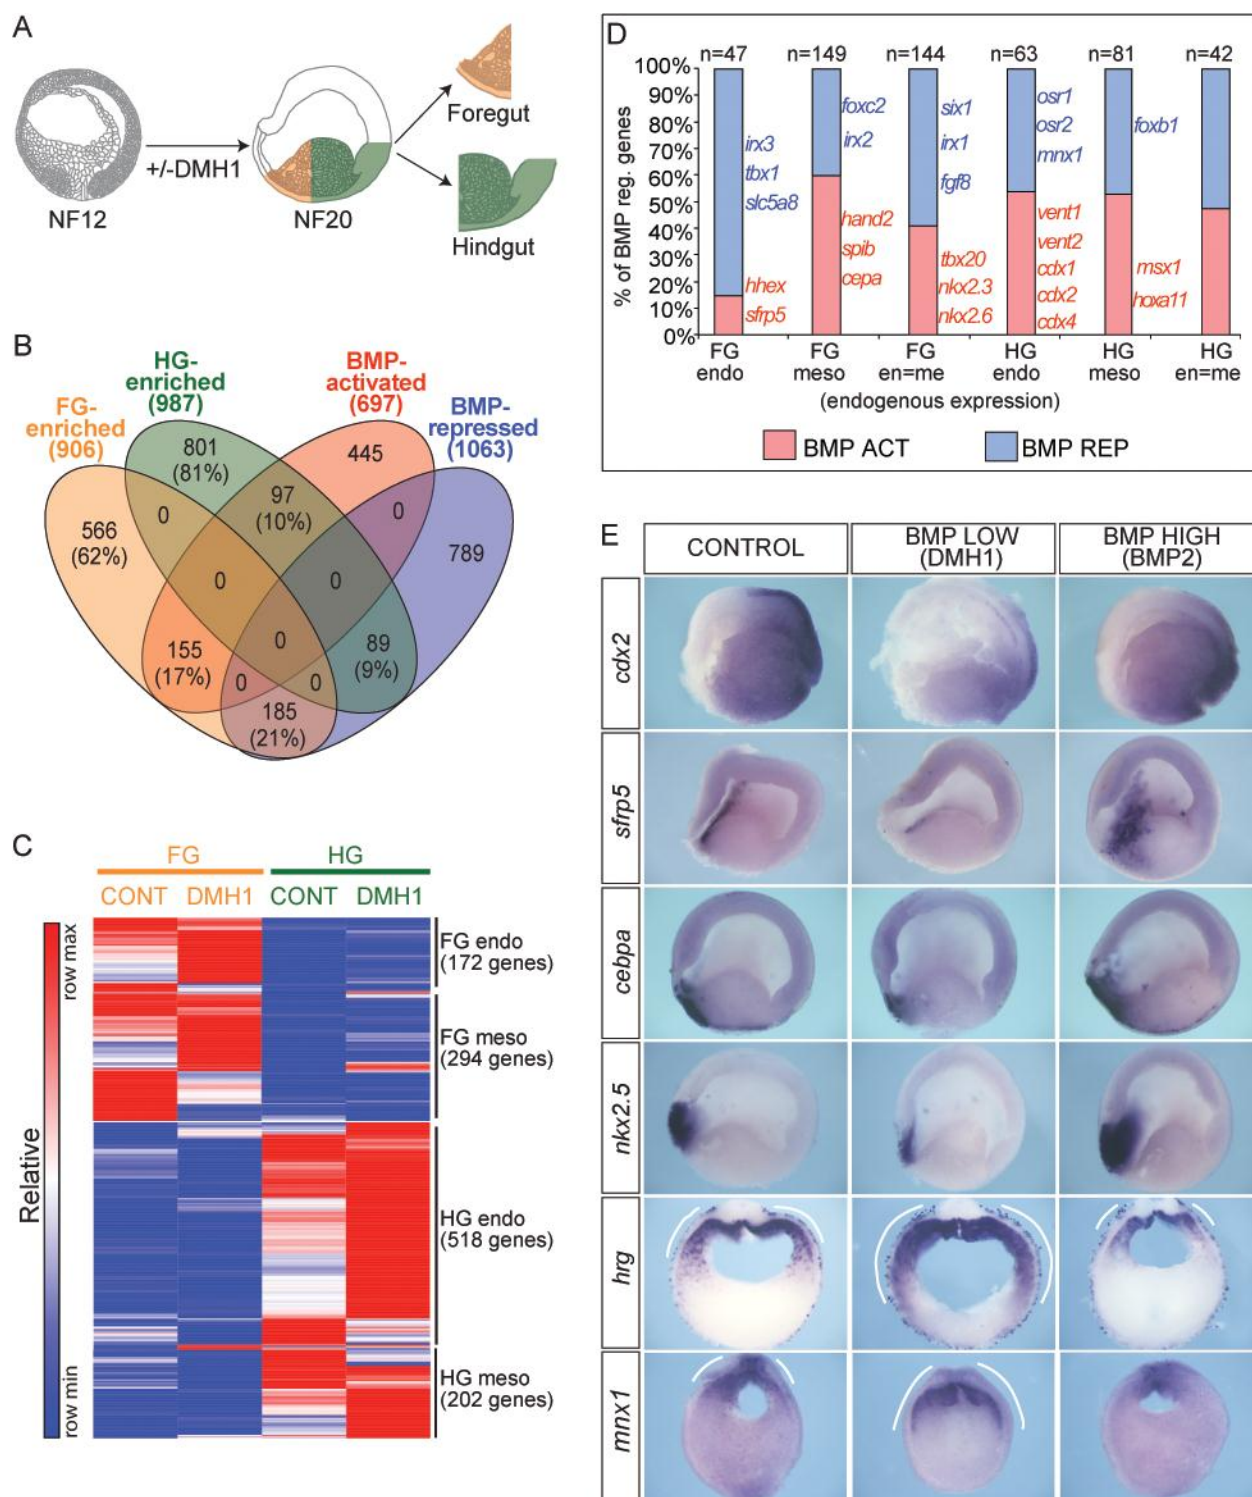 A
NF12
+/-DMH1
NF20
Foregut
Hindgut
B
FG-
enriched
(906)
HG-
enriched
(987)
BMP-
activated
(697)
BMP-
repressed
(1063)
801
(81%)
445
97
(10%)
0
0
566
(62%)
789
0
0
0
155
(17%)
89
(9%)
0
0
185
(21%)
C
FG
HG
CONT
DMH1
CONT
DMH1
row max
Relative
row min
FG endo
(172 genes)
FG meso
(294 genes)
HG endo
(518 genes)
HG meso
(202 genes)
D
n=47
n=149
n=144
n=63
n=81
n=42
% of BMP reg. genes
100%
90%
80%
70%
60%
50%
40%
30%
20%
10%
0%
irx3
tbx1
slc5a8
hhex
sfrp5
foxc2
irx2
hand2
spib
cepa
six1
irx1
fgf8
tbx20
nkx2.3
nkx2.6
osr1
osr2
mnx1
vent1
vent2
cdx1
cdx2
cdx4
foxb1
msx1
hoxa11
FG
endo
FG
meso
FG
en=me
HG
endo
HG
meso
HG
en=me
(endogenous expression)
BMP ACT
BMP REP
E
CONTROL
BMP LOW
(DMH1)
BMP HIGH
(BMP2)
cdx2
sfrp5
cebpa
nkx2.5
hrg
mnx1